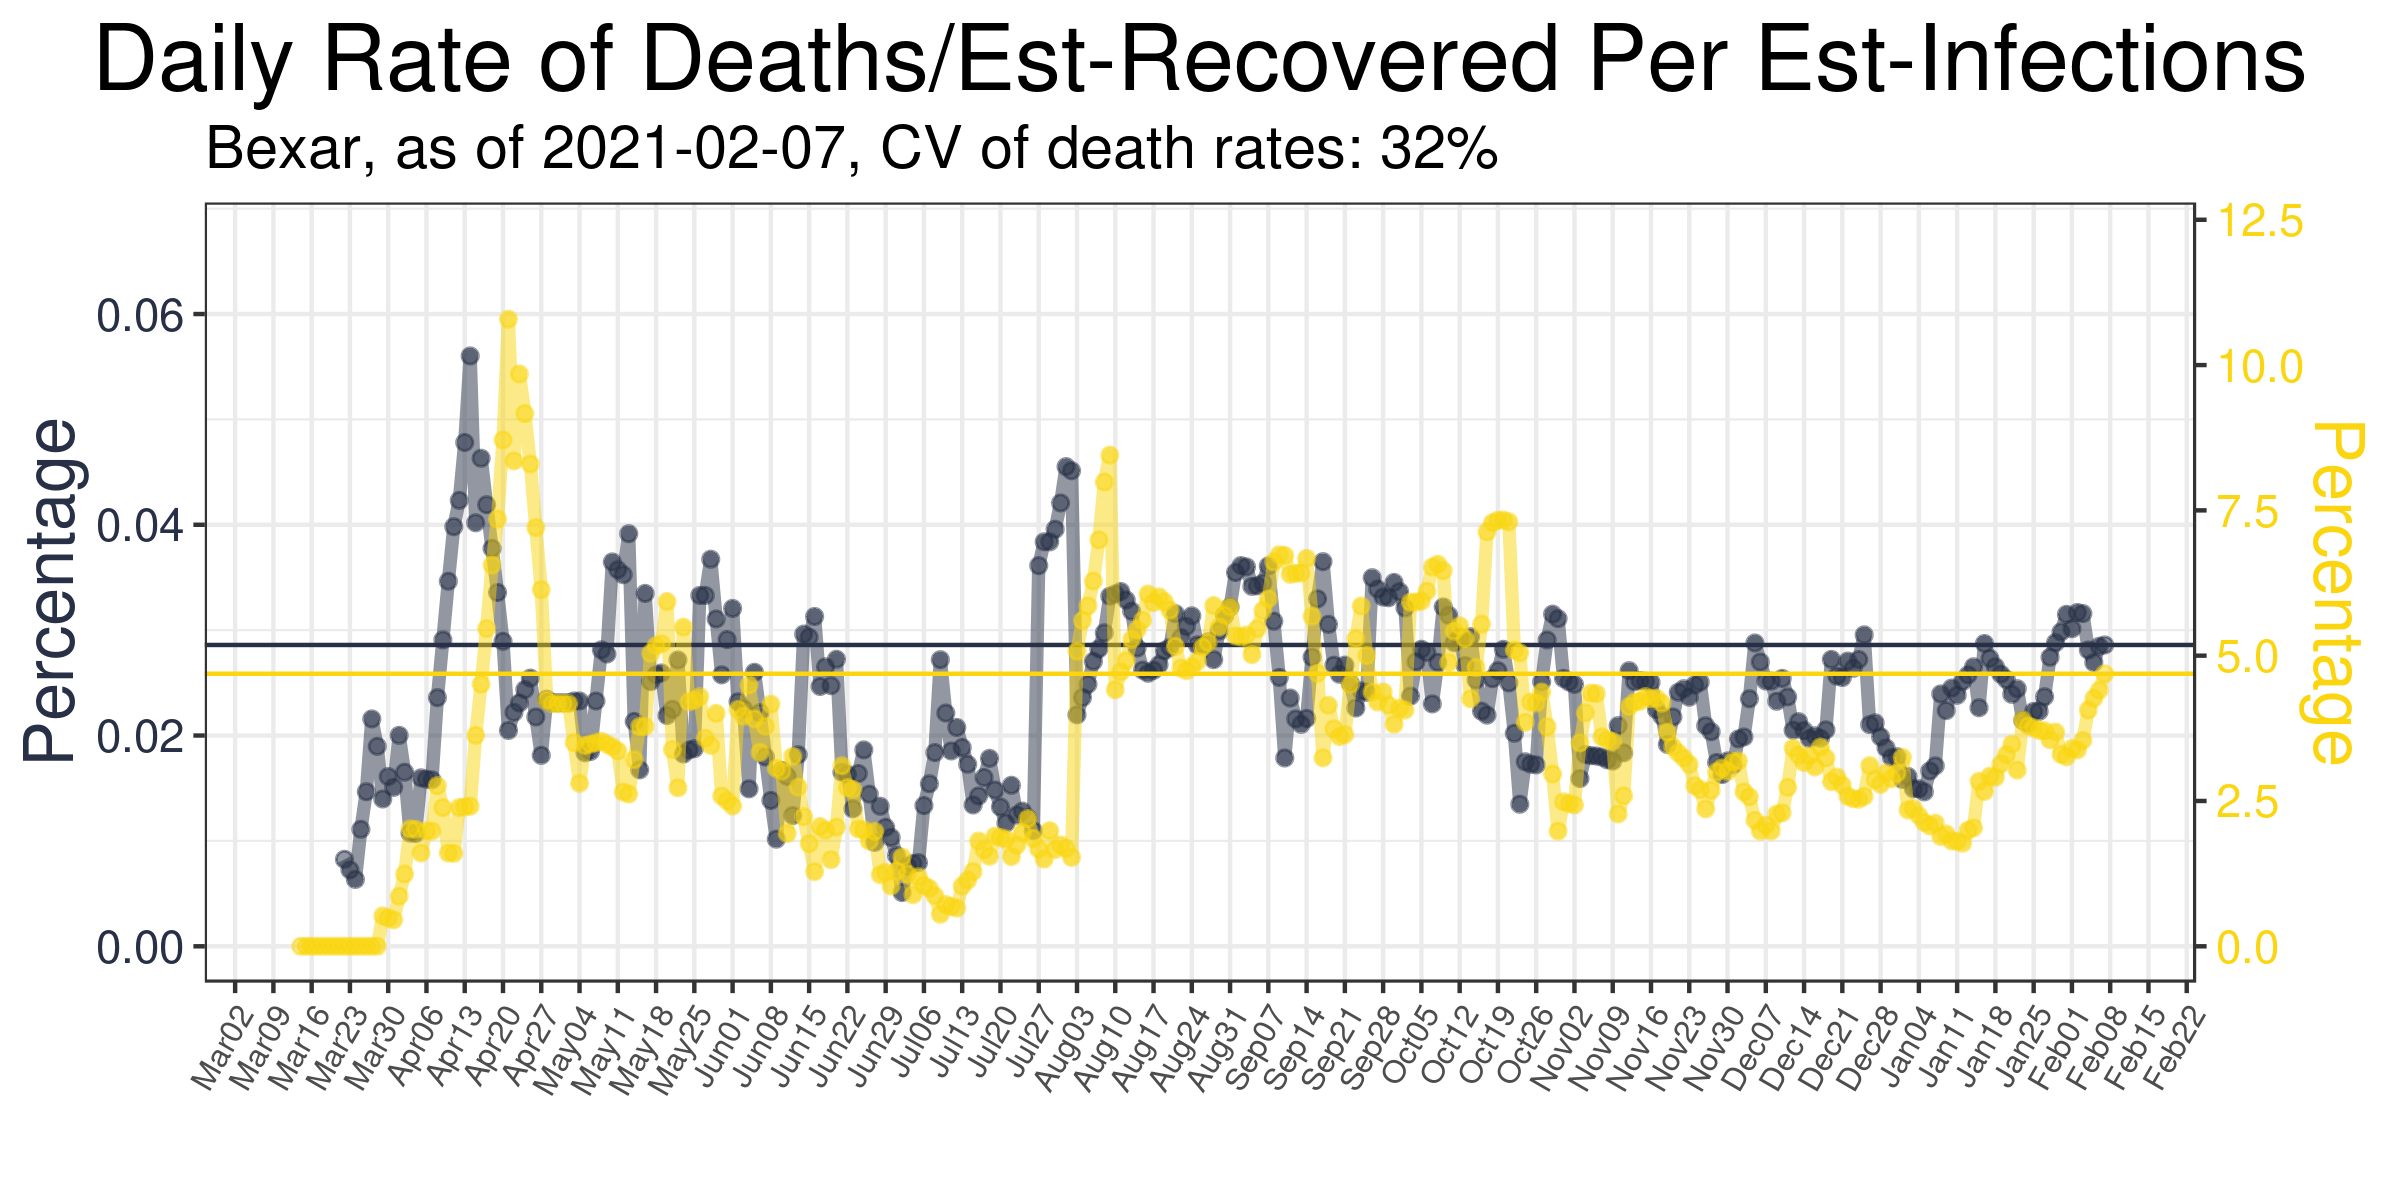 Daily Rate of Deaths/Est-Recovered Per Est-Infections
Bexar, as of 2021-02-07, CV of death rates: 32%
Percentage
0.06
0.04
0.02
0.00
12.5
10.0
7.5
5.0
2.5
0.0
Percentage
Mar02 Mar09 Mar16 Mar23 Mar30 Apr06 Apr13 Apr20 Apr27 May04 May11 May18 May25 Jun01 Jun08 Jun15 Jun22 Jun29 Jul06 Jul13 Jul20 Jul27 Aug03 Aug10 Aug17 Aug24 Aug31 Sep07 Sep14 Sep21 Sep28 Oct05 Oct12 Oct19 Oct26 Nov02 Nov09 Nov16 Nov23 Nov30 Dec07 Dec14 Dec21 Dec28 Jan04 Jan11 Jan18 Jan25 Feb01 Feb08 Feb15 Feb22